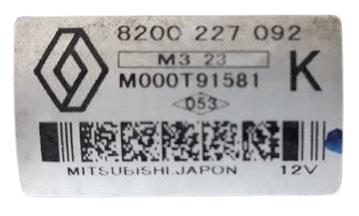 8200 227 092
M3 23
M000T91581 K
053
MITSUBISHI.JAPON 12V